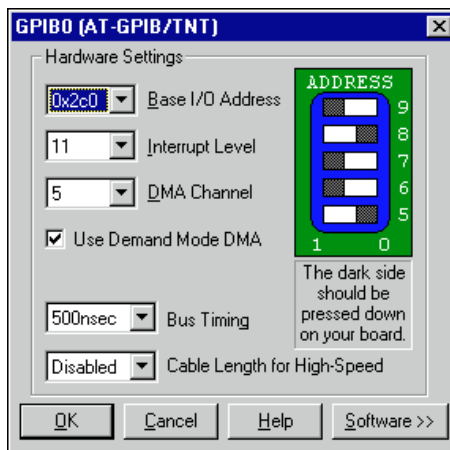 GPIB0 (AT-GPIB/TNT)
Hardware Settings
0x2c0 Base I/O Address
11 Interrupt Level
5 DMA Channel
Use Demand Mode DMA
500nsec Bus Timing
Disabled Cable Length for High-Speed
ADDRESS
9
8
7
6
5
1 0
The dark side
should be
pressed down
on your board.
OK Cancel Help Software >>